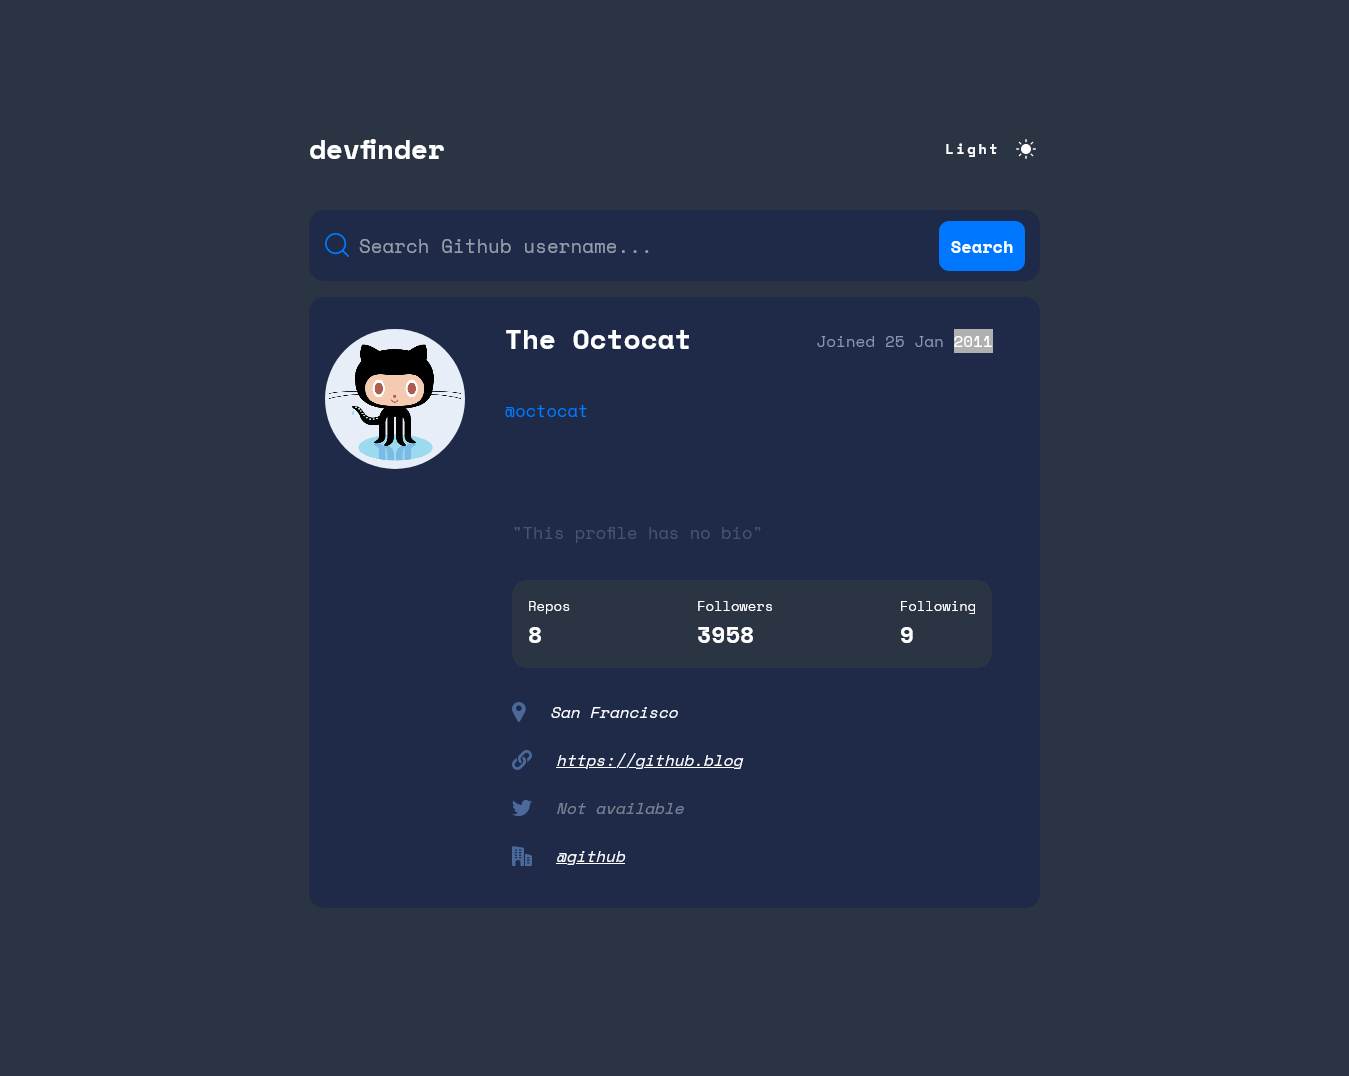 devfinder
Light
Search Github username...
Search
The Octocat
Joined 25 Jan 2011
@octocat
"This profile has no bio"
Repos Followers Following
8 3958 9
San Francisco
https://github.blog
Not available
@github